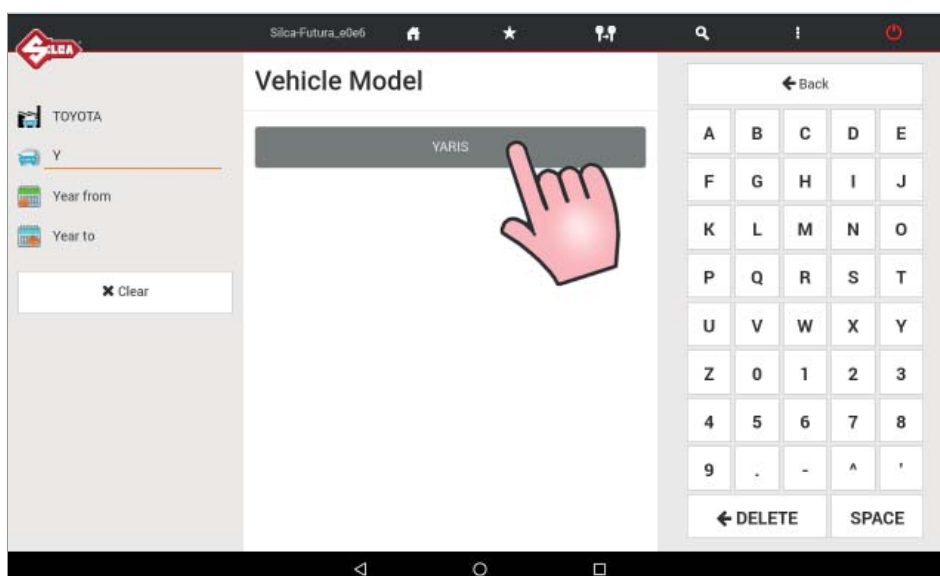 SILCA
Silca-Futura_e0e6
TOYOTA
Y
Year from
Year to
✖ Clear
Vehicle Model
YARIS
← Back
A B C D E
F G H I J
K L M N O
P Q R S T
U V W X Y
Z 0 1 2 3
4 5 6 7 8
9 . - ^ '
← DELETE SPACE